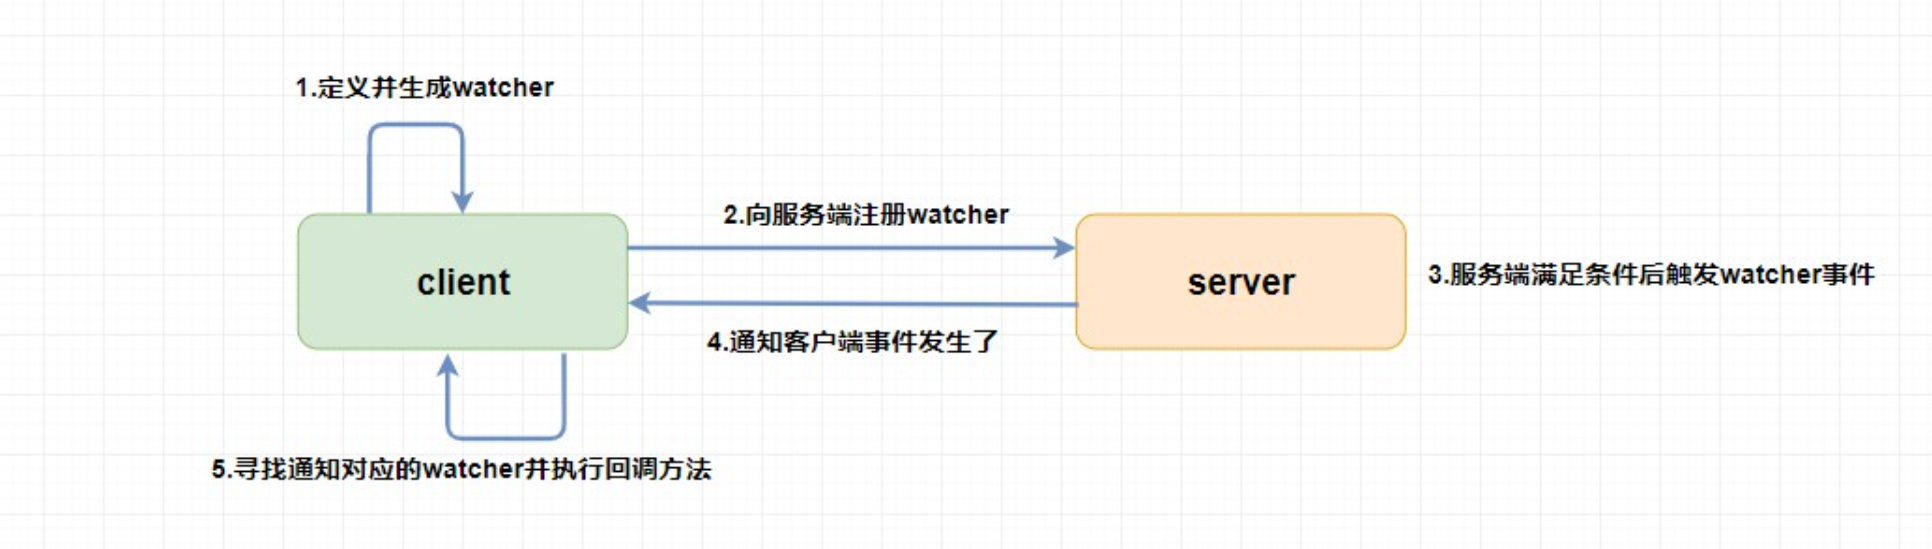 1.定义并生成watcher
2.向服务端注册watcher
client
server
3.服务端满足条件后触发watcher事件
4.通知客户端事件发生了
5.寻找通知对应的watcher并执行回调方法